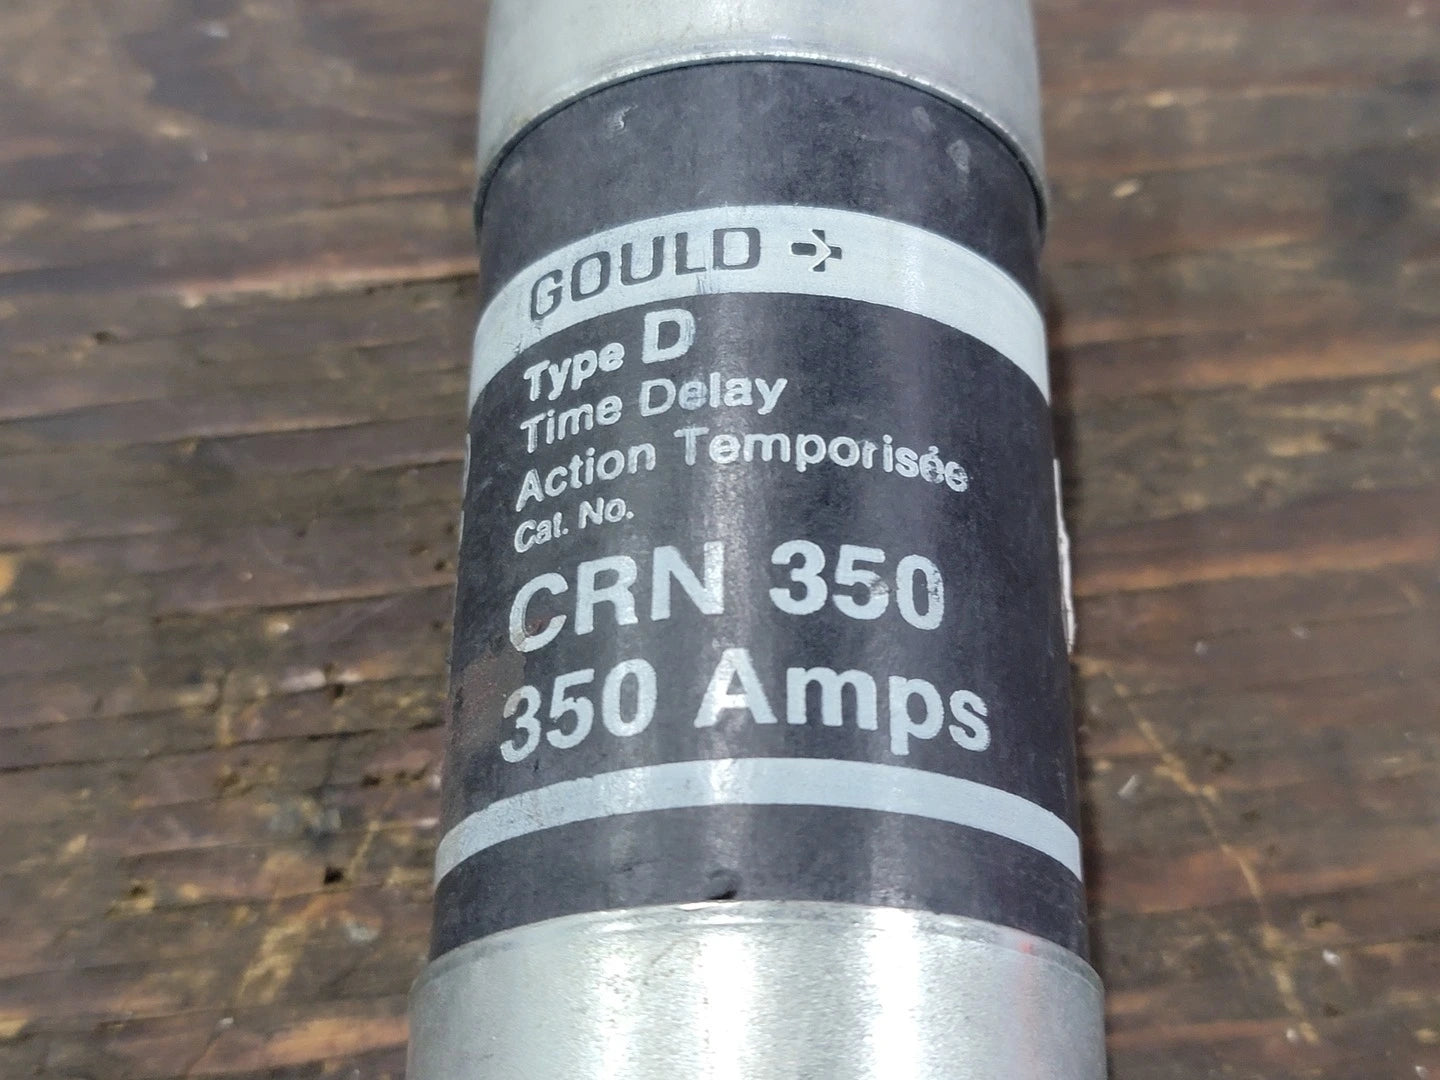 GOULD
Type D
Time Delay
Action Temporisée
Cat. No.
CRN 350
350 Amps